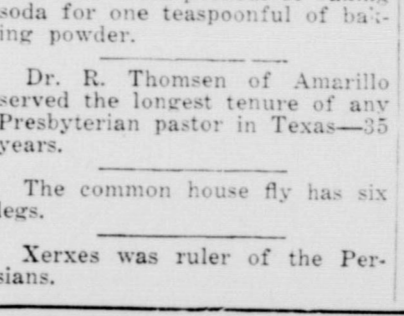 soda for one teaspoonful of bak-
ing powder.
Dr. R. Thomsen of Amarillo
served the longest tenure of any
Presbyterian pastor in Texas—35
years.
The common house fly has six
legs.
Xerxes was ruler of the Per-
sians.